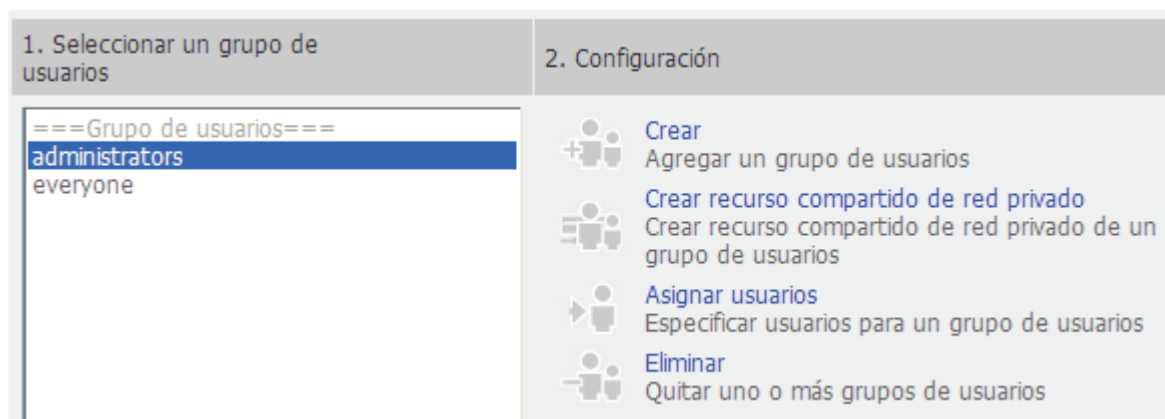 1. Seleccionar un grupo de
usuarios
2. Configuración
===Grupo de usuarios===
administrators
everyone
Crear
Agregar un grupo de usuarios
Crear recurso compartido de red privado
Crear recurso compartido de red privado de un
grupo de usuarios
Asignar usuarios
Especificar usuarios para un grupo de usuarios
Eliminar
Quitar uno o más grupos de usuarios